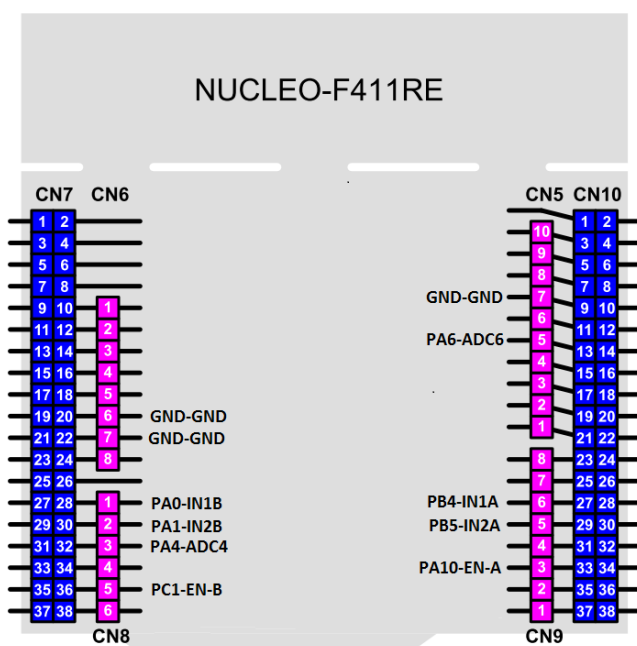 NUCLEO-F411RE
CN7 CN6 CN5 CN10
1 2 1 2
3 4 10 3 4
5 6 9 5 6
7 8 8 7 8
9 10 1 GND-GND 7 9 10
11 12 2 6 11 12
13 14 3 PA6-ADC6 5 13 14
15 16 4 4 15 16
17 18 5 3 17 18
19 20 6 GND-GND 2 19 20
21 22 7 GND-GND 1 21 22
23 24 8 8 23 24
25 26 7 25 26
27 28 1 PA0-IN1B PB4-IN1A 6 27 28
29 30 2 PA1-IN2B PB5-IN2A 5 29 30
31 32 3 PA4-ADC4 4 31 32
33 34 4 PA10-EN-A 3 33 34
35 36 5 PC1-EN-B 2 35 36
37 38 6 1 37 38
CN8 CN9